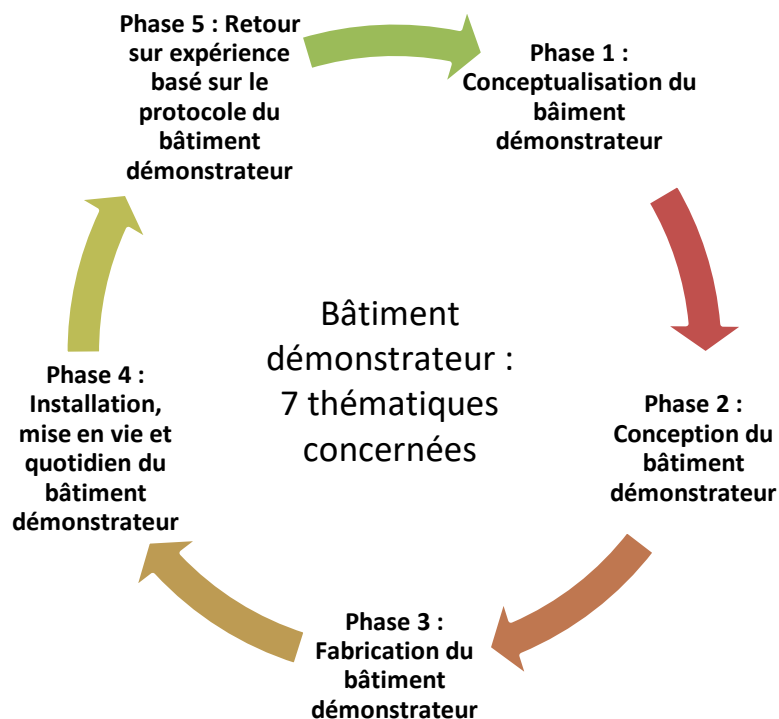 Phase 5 : Retour
sur expérience
basé sur le
protocole du
bâtiment
démonstrateur
Phase 1 :
Conceptualisation du
bâiment
démonstrateur
Bâtiment
démonstrateur :
7 thématiques
concernées
Phase 4 :
Installation,
mise en vie et
quotidien du
bâtiment
démonstrateur
Phase 2 :
Conception du
bâtiment
démonstrateur
Phase 3 :
Fabrication du
bâtiment
démonstrateur